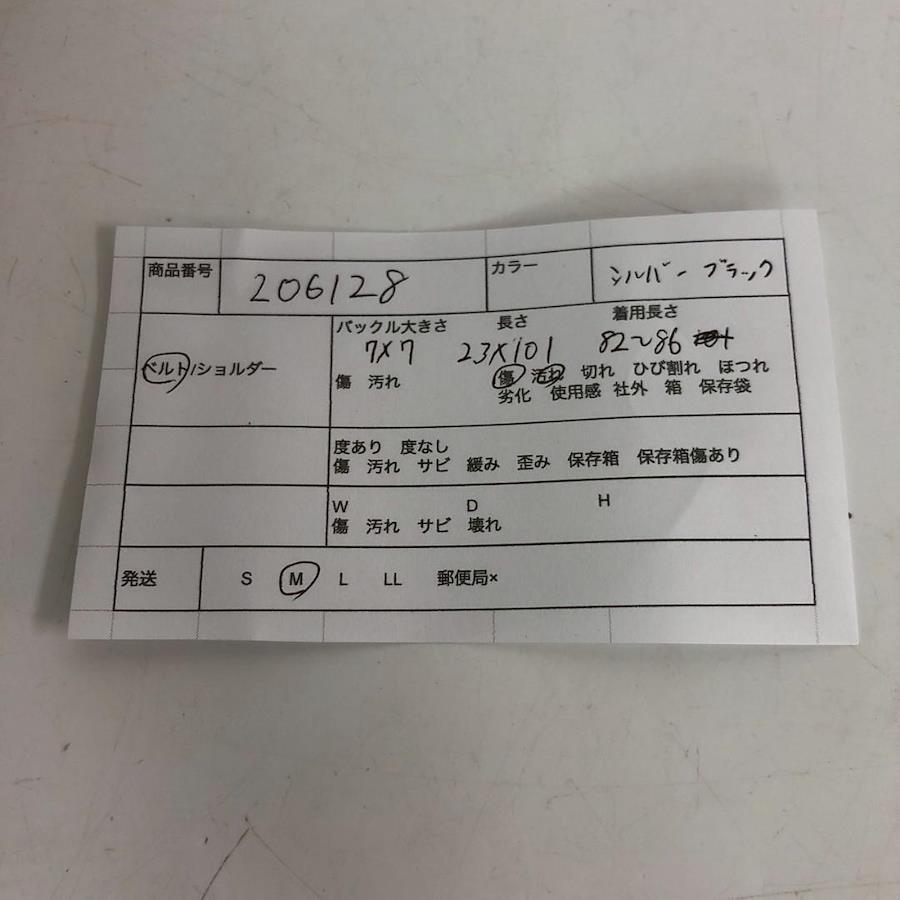 商品番号 206128 カラー シルバー ブラック
ベルト/ショルダー
バックル大きさ 長さ 着用長さ
7×7 23×101 82〜86
傷 汚れ 傷 汚れ 切れ ひび割れ ほつれ
劣化 使用感 社外 箱 保存袋
度あり 度なし
傷 汚れ サビ 緩み 歪み 保存箱 保存箱傷あり
W D H
傷 汚れ サビ 壊れ
発送 S M L LL 郵便局×